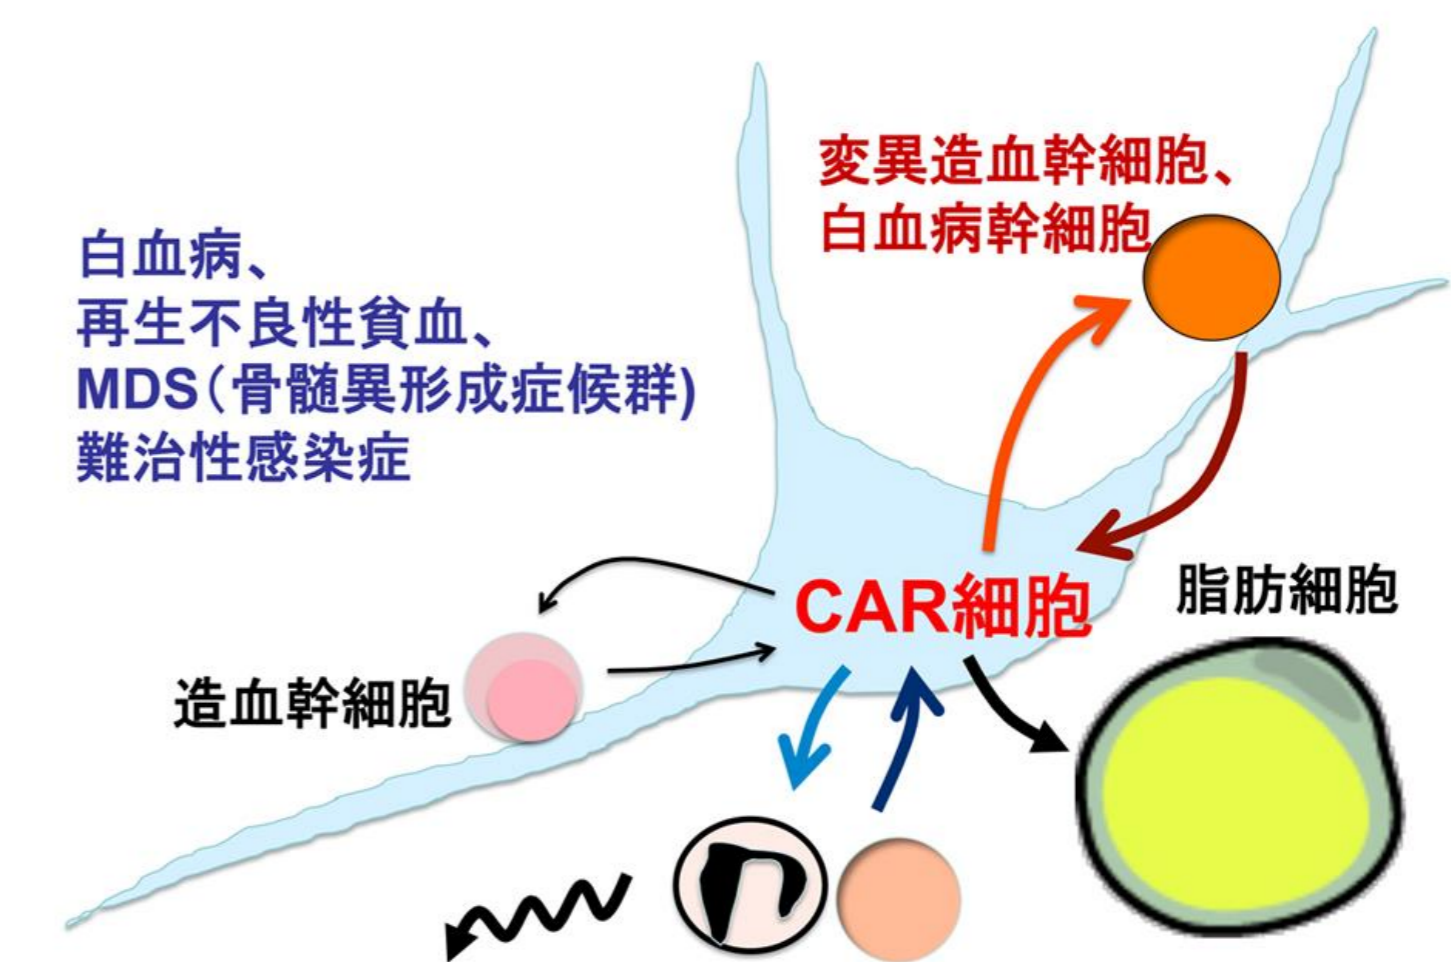 変異造血幹細胞、
白血病幹細胞
白血病、
再生不良性貧血、
MDS（骨髄異形成症候群)
難治性感染症
CAR細胞
脂肪細胞
造血幹細胞